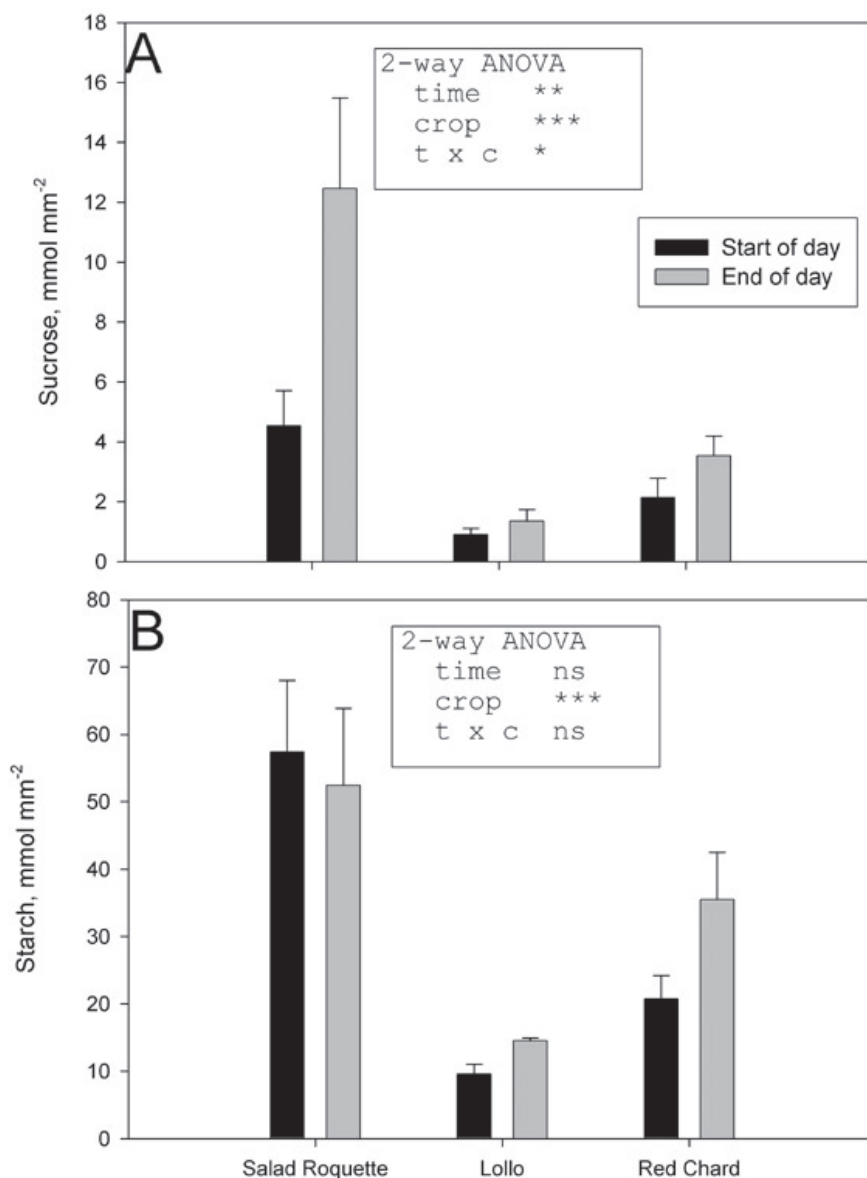 A
18
16
14
12
10
8
6
4
2
0
Sucrose, mmol mm⁻²
2-way ANOVA
time **
crop ***
t x c *
Start of day
End of day
B
80
70
60
50
40
30
20
10
0
Starch, mmol mm⁻²
2-way ANOVA
time ns
crop ***
t x c ns
Salad Roquette Lollo Red Chard